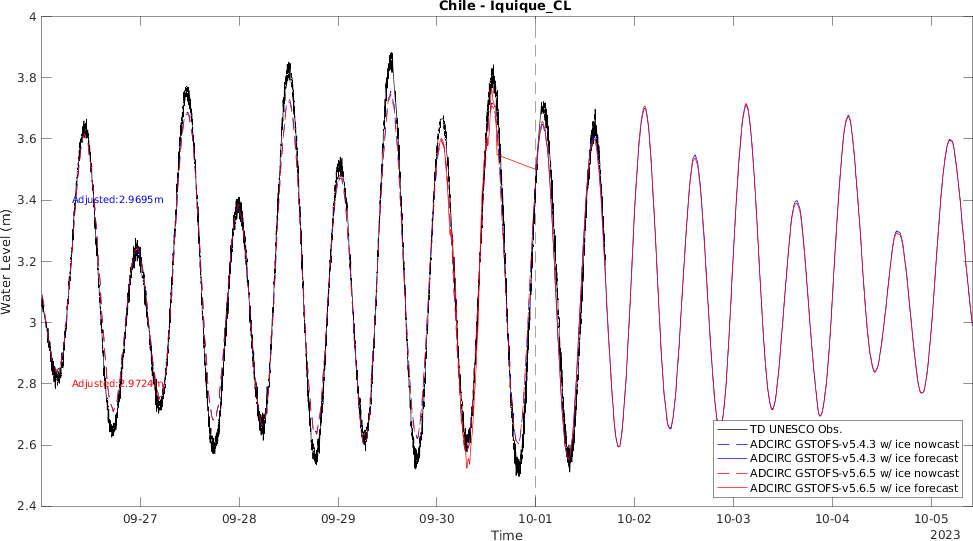 Chile - Iquique_CL
4
3.8
3.6
3.4
3.2
3
2.8
2.6
2.4
Water Level (m)
Adjusted:2.9695m
Adjusted:2.9724m
TD UNESCO Obs.
ADCIRC GSTOFS-v5.4.3 w/ ice nowcast
ADCIRC GSTOFS-v5.4.3 w/ ice forecast
ADCIRC GSTOFS-v5.6.5 w/ ice nowcast
ADCIRC GSTOFS-v5.6.5 w/ ice forecast
09-27 09-28 09-29 09-30 10-01 10-02 10-03 10-04 10-05
Time
2023